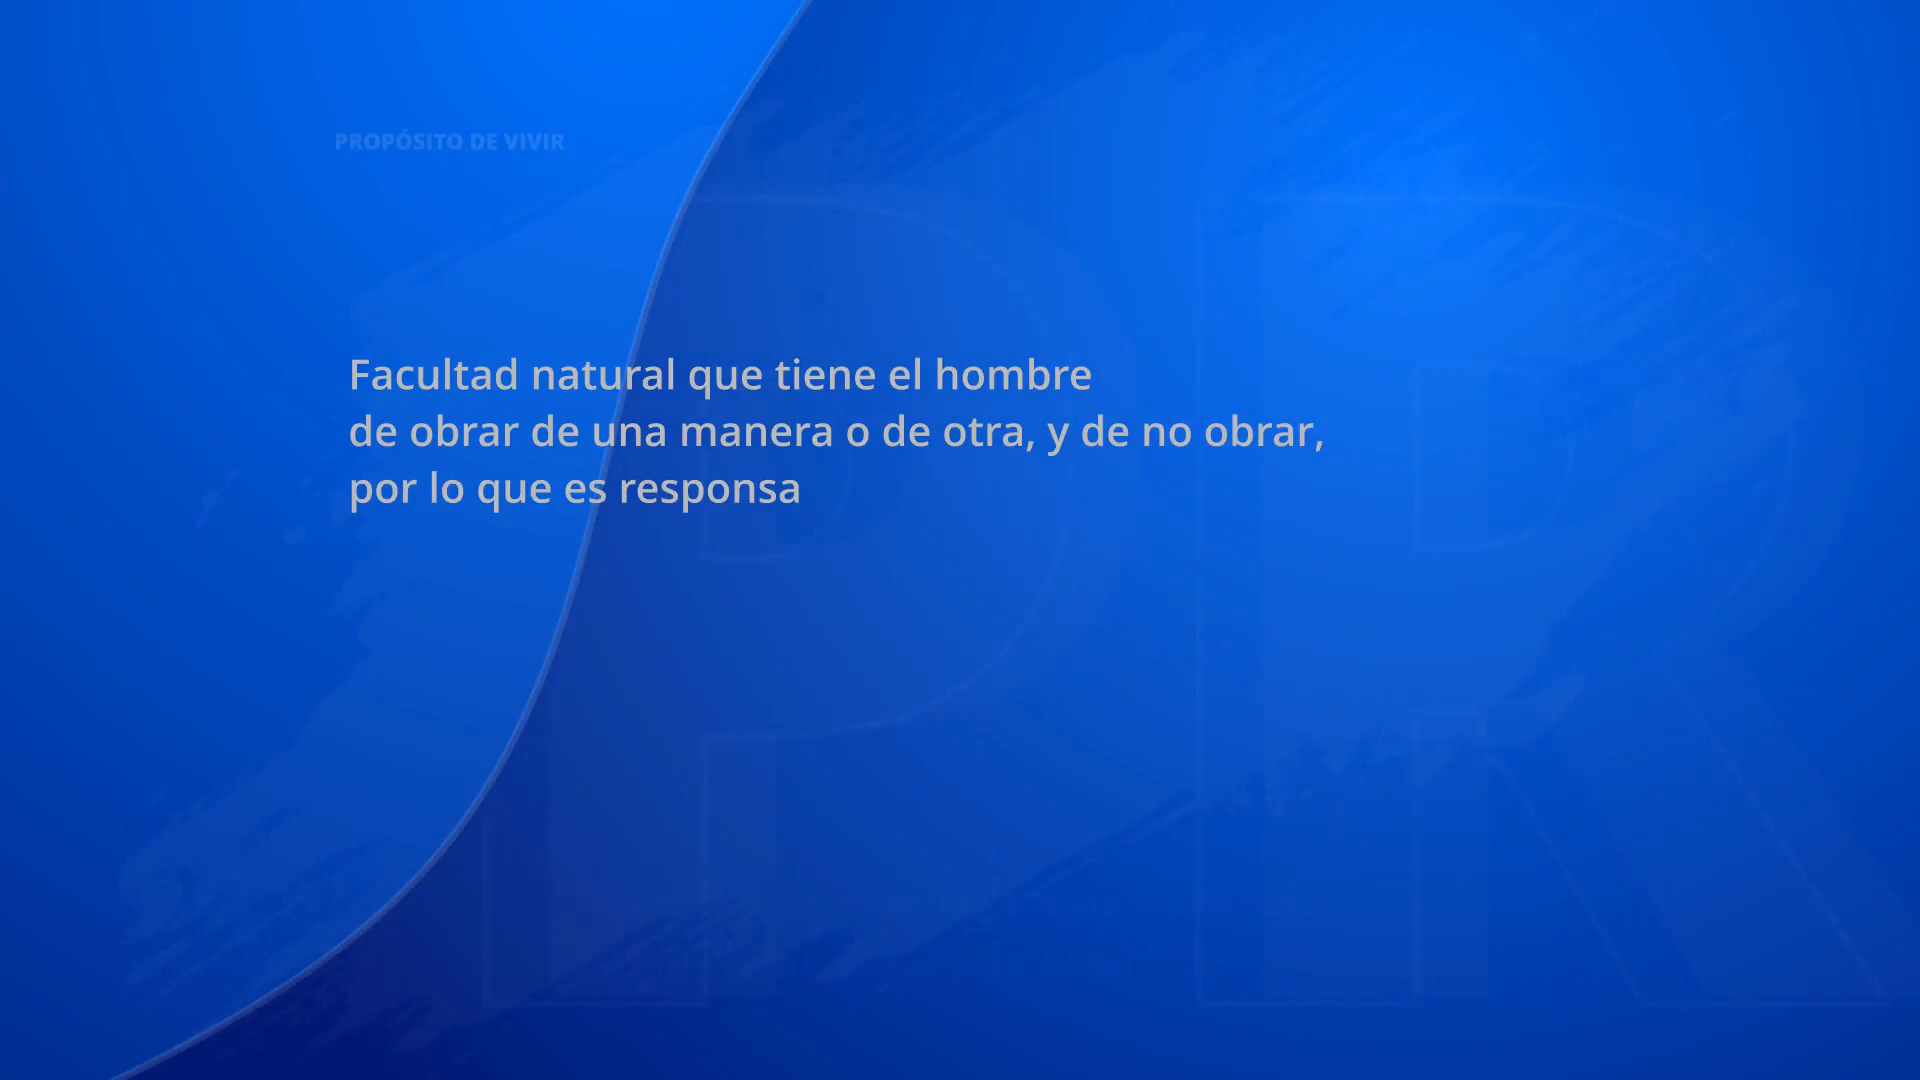 PROPÓSITO DE VIVIR
Facultad natural que tiene el hombre
de obrar de una manera o de otra, y de no obrar,
por lo que es responsa